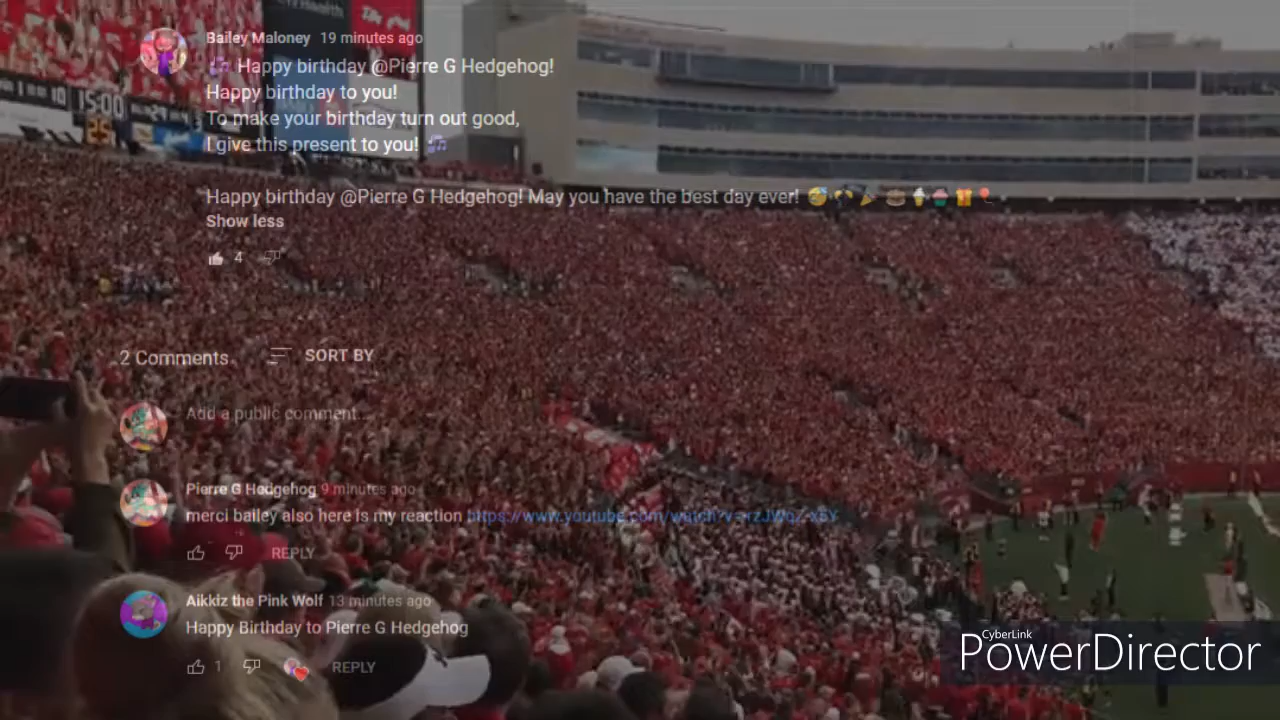 Bailey Maloney 19 minutes ago
🎶 Happy birthday @Pierre G Hedgehog!
Happy birthday to you!
To make your birthday turn out good,
I give this present to you! 🎶
Happy birthday @Pierre G Hedgehog! May you have the best day ever!
Show less
4
15:00
2 Comments
SORT BY
Add a public comment...
Pierre G Hedgehog 9 minutes ago
merci bailey also here is my reaction
REPLY
Aikkiz the Pink Wolf 13 minutes ago
Happy Birthday to Pierre G Hedgehog
1
REPLY
CyberLink
PowerDirector